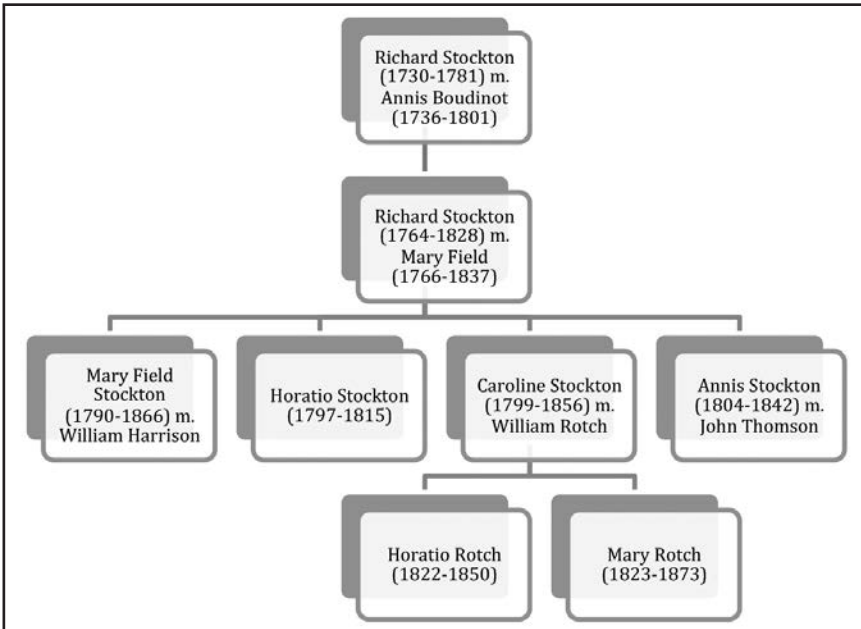 Richard Stockton
(1730-1781) m.
Annis Boudinot
(1736-1801)
Richard Stockton
(1764-1828) m.
Mary Field
(1766-1837)
Mary Field
Stockton
(1790-1866) m.
William Harrison
Horatio Stockton
(1797-1815)
Caroline Stockton
(1799-1856) m.
William Rotch
Annis Stockton
(1804-1842) m.
John Thomson
Horatio Rotch
(1822-1850)
Mary Rotch
(1823-1873)